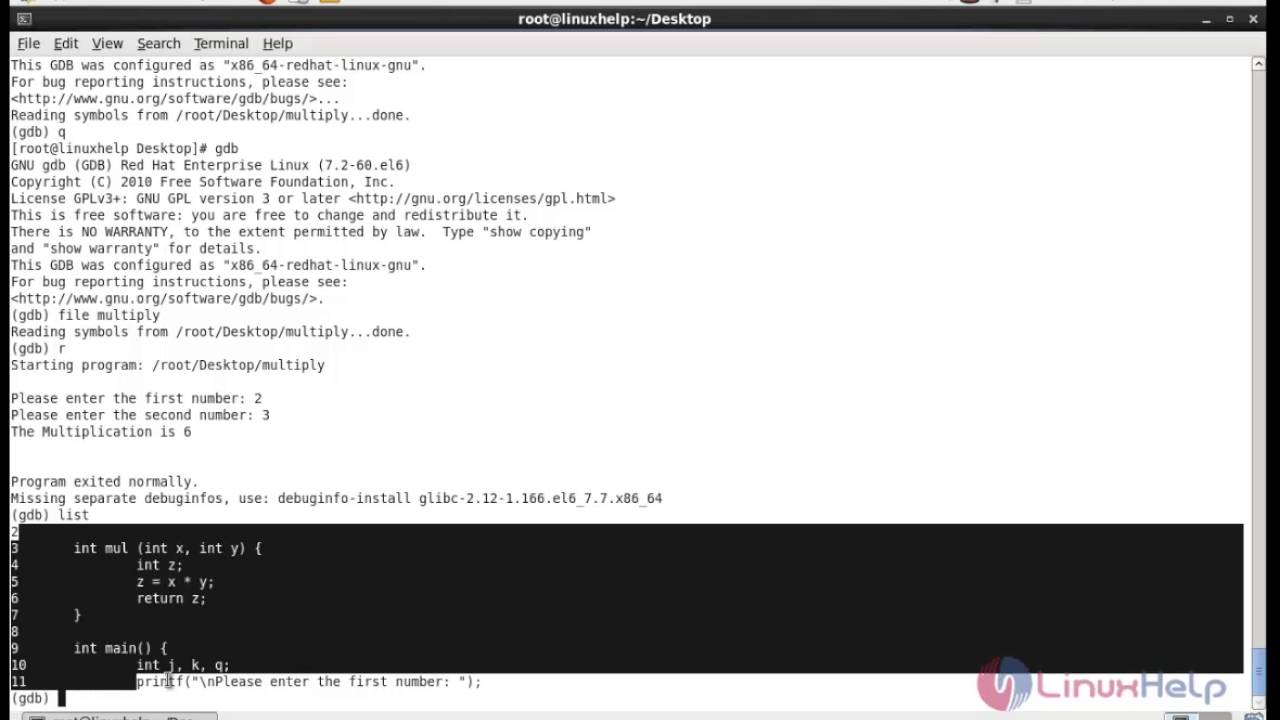 root@linuxhelp:~/Desktop
File Edit View Search Terminal Help
This GDB was configured as "x86_64-redhat-linux-gnu".
For bug reporting instructions, please see:
<http://www.gnu.org/software/gdb/bugs/>...
Reading symbols from /root/Desktop/multiply...done.
(gdb) q
[root@linuxhelp Desktop]# gdb
GNU gdb (GDB) Red Hat Enterprise Linux (7.2-60.el6)
Copyright (C) 2010 Free Software Foundation, Inc.
License GPLv3+: GNU GPL version 3 or later <http://gnu.org/licenses/gpl.html>
This is free software: you are free to change and redistribute it.
There is NO WARRANTY, to the extent permitted by law.  Type "show copying"
and "show warranty" for details.
This GDB was configured as "x86_64-redhat-linux-gnu".
For bug reporting instructions, please see:
<http://www.gnu.org/software/gdb/bugs/>.
(gdb) file multiply
Reading symbols from /root/Desktop/multiply...done.
(gdb) r
Starting program: /root/Desktop/multiply
Please enter the first number: 2
Please enter the second number: 3
The Multiplication is 6
Program exited normally.
Missing separate debuginfos, use: debuginfo-install glibc-2.12-1.166.el6_7.7.x86_64
(gdb) list
2
3       int mul (int x, int y) {
4               int z;
5               z = x * y;
6               return z;
7       }
8
9       int main() {
10              int j, k, q;
11              printf("\nPlease enter the first number: ");
(gdb)
LinuxHelp